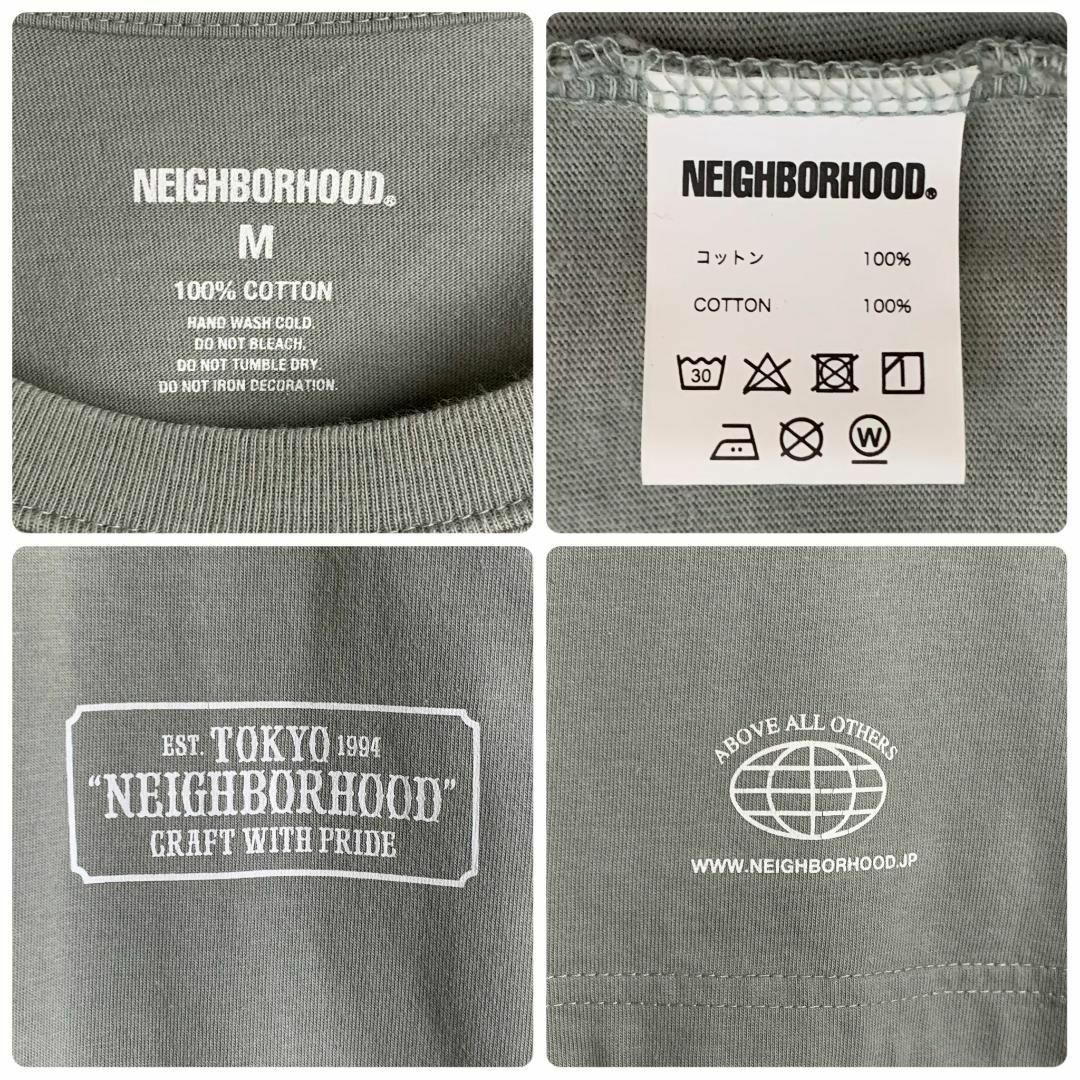 NEIGHBORHOOD®
M
100% COTTON
HAND WASH COLD.
DO NOT BLEACH.
DO NOT TUMBLE DRY.
DO NOT IRON DECORATION.
NEIGHBORHOOD®
コットン 100%
COTTON 100%
30
W
EST. TOKYO 1994
"NEIGHBORHOOD"
CRAFT WITH PRIDE
ABOVE ALL OTHERS
WWW.NEIGHBORHOOD.JP